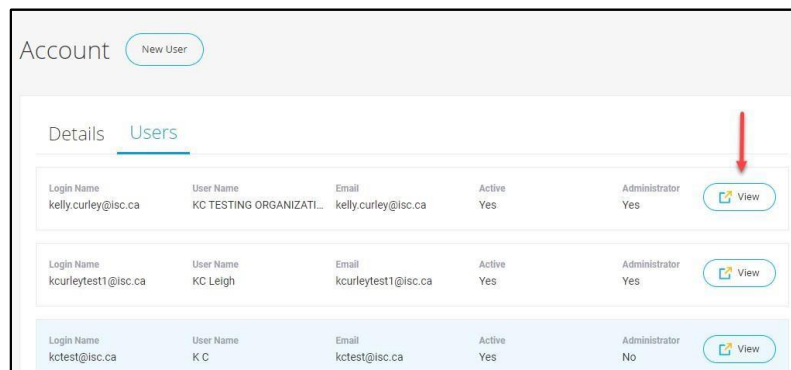 Account New User
Details Users
Login Name User Name Email Active Administrator
kelly.curley@isc.ca KC TESTING ORGANIZATI... kelly.curley@isc.ca Yes Yes View
Login Name User Name Email Active Administrator
kcurleytest1@isc.ca KC Leigh kcurleytest1@isc.ca Yes Yes View
Login Name User Name Email Active Administrator
kctest@isc.ca K C kctest@isc.ca Yes No View